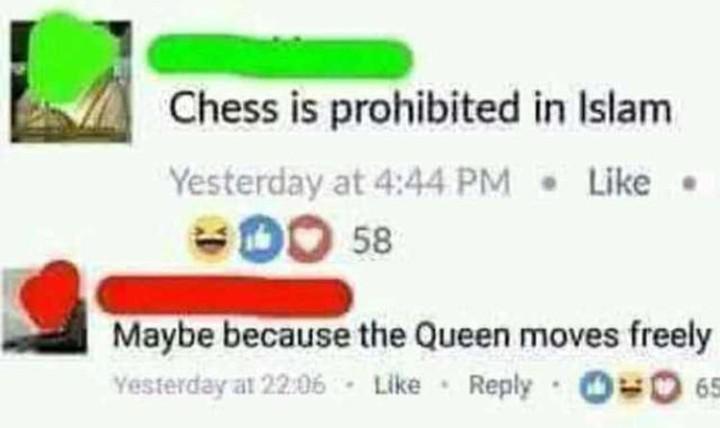 Chess is prohibited in Islam
Yesterday at 4:44 PM • Like •
58
Maybe because the Queen moves freely
Yesterday at 22:06 · Like · Reply · 65